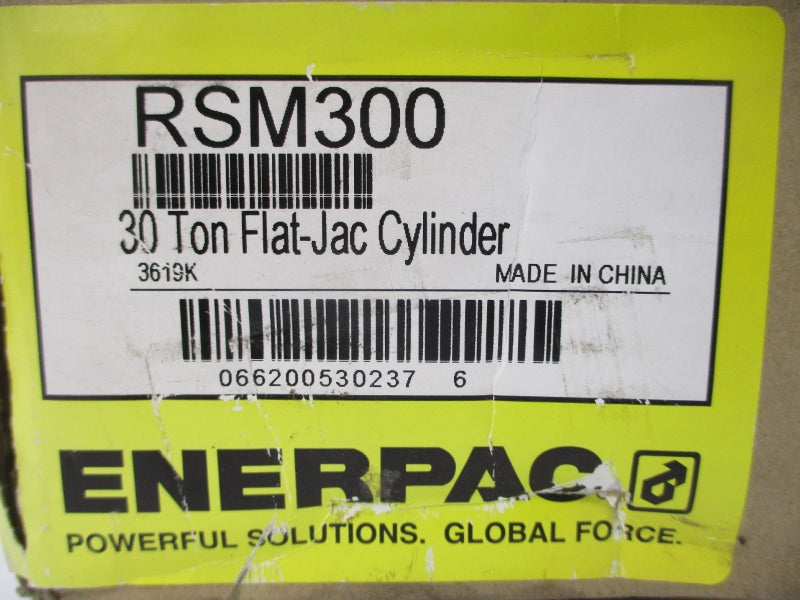 RSM300
30 Ton Flat-Jac Cylinder
3619K MADE IN CHINA
066200530237 6
ENERPAC
POWERFUL SOLUTIONS. GLOBAL FORCE.